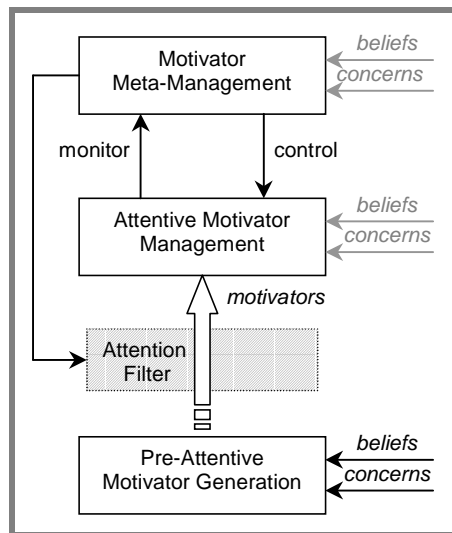 Motivator
Meta-Management
beliefs
concerns
monitor
control
Attentive Motivator
Management
beliefs
concerns
motivators
Attention
Filter
Pre-Attentive
Motivator Generation
beliefs
concerns